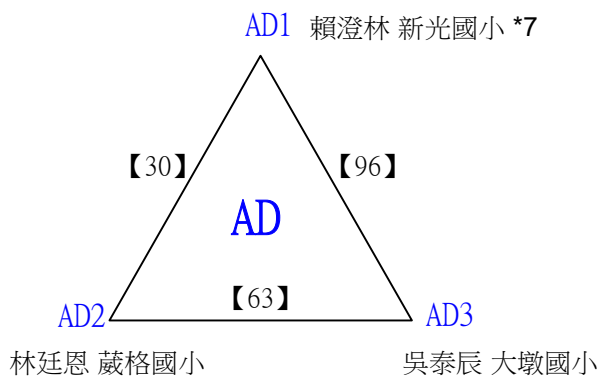 AD1 賴澄林 新光國小 *7
【30】 【96】
AD
【63】
AD2 AD3
林廷恩 葳格國小 吳泰辰 大墩國小